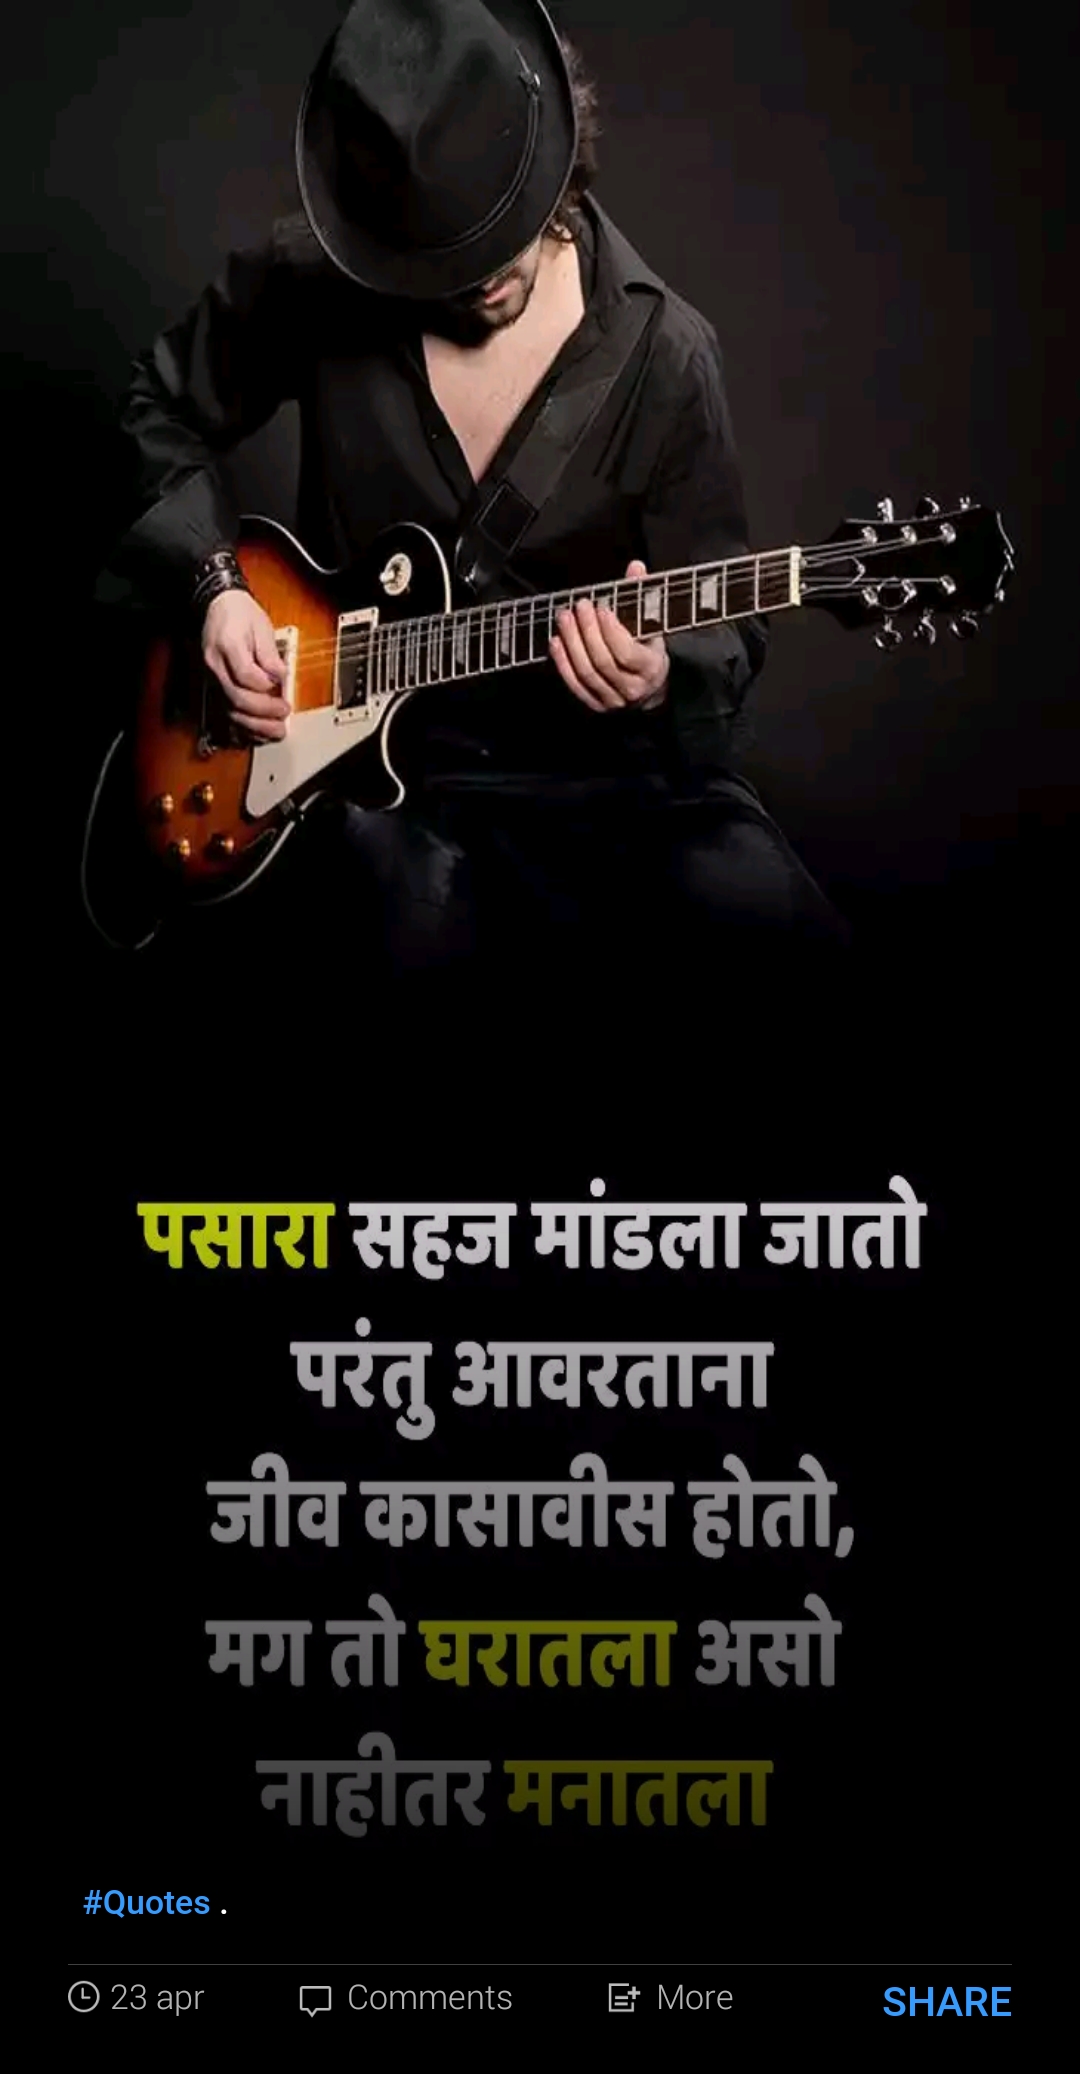 पसारा सहज मांडला जातो
परंतु आवरताना
जीव कासावीस होतो,
मग तो घरातला असो
नाहीतर मनातला
#Quotes .
23 apr Comments More SHARE